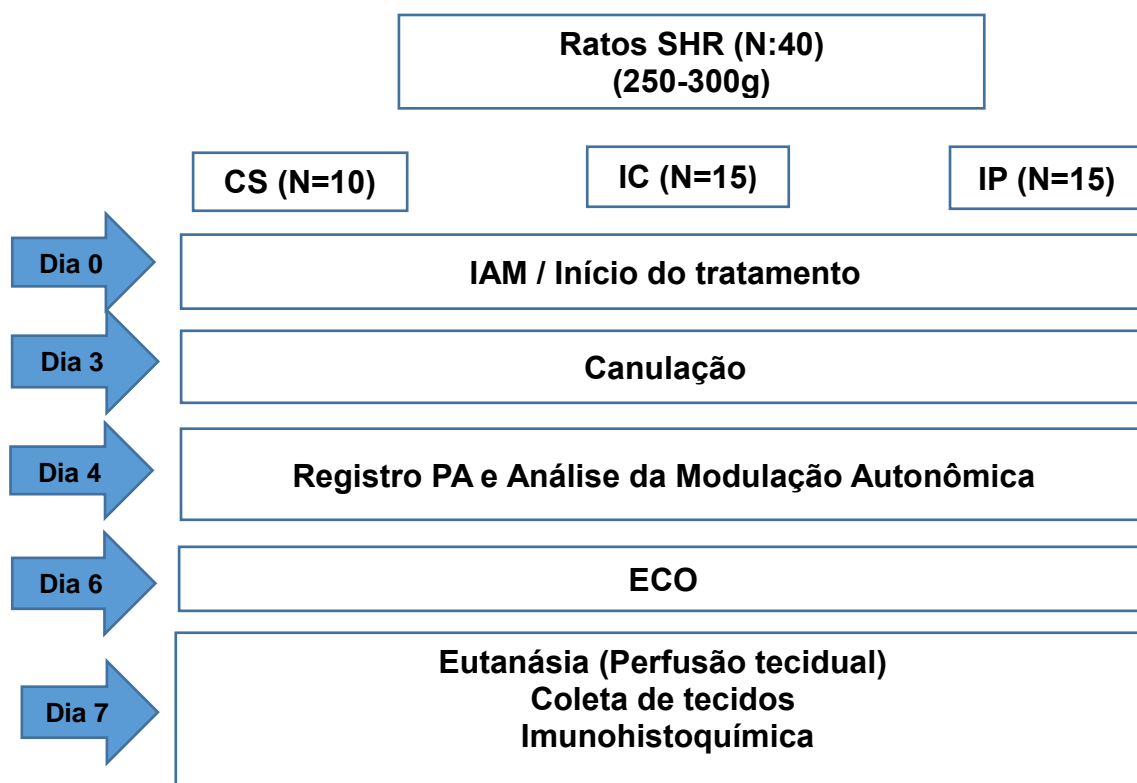 Ratos SHR (N:40)
(250-300g)
CS (N=10)
IC (N=15)
IP (N=15)
Dia 0
IAM / Início do tratamento
Dia 3
Canulação
Dia 4
Registro PA e Análise da Modulação Autonômica
Dia 6
ECO
Dia 7
Eutanásia (Perfusão tecidual)
Coleta de tecidos
Imunohistoquímica